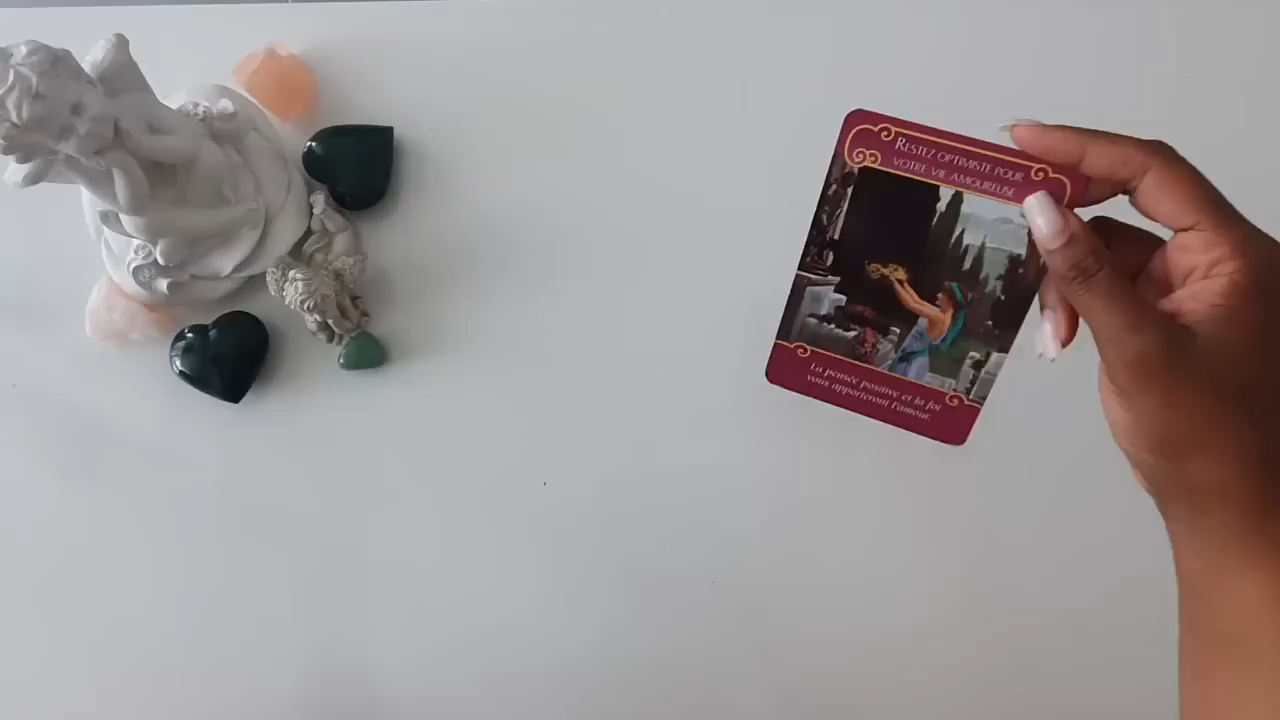 RESTEZ OPTIMISTE POUR
VOTRE VIE AMOUREUSE
La pensée positive et la foi
vous apporteront l'amour.